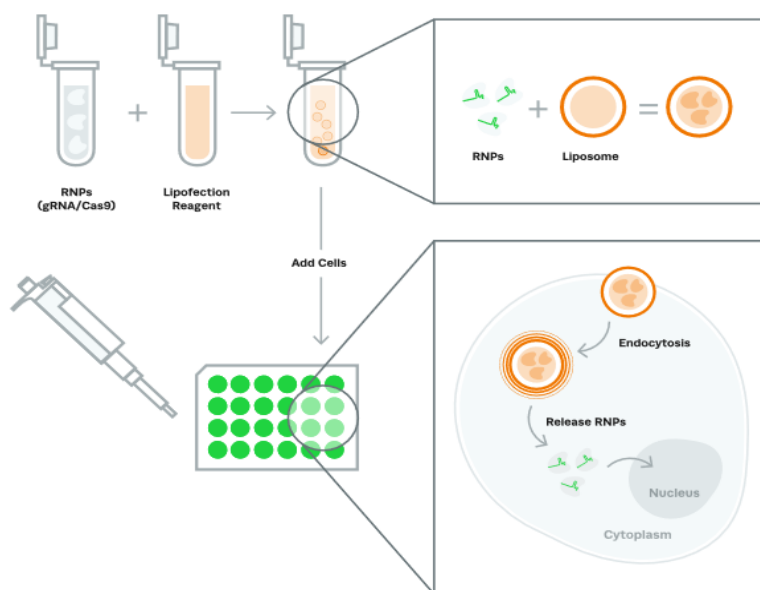 RNPs
(gRNA/Cas9)
+
Lipofection
Reagent
RNPs
+
Liposome
=
Add Cells
Endocytosis
Release RNPs
Nucleus
Cytoplasm